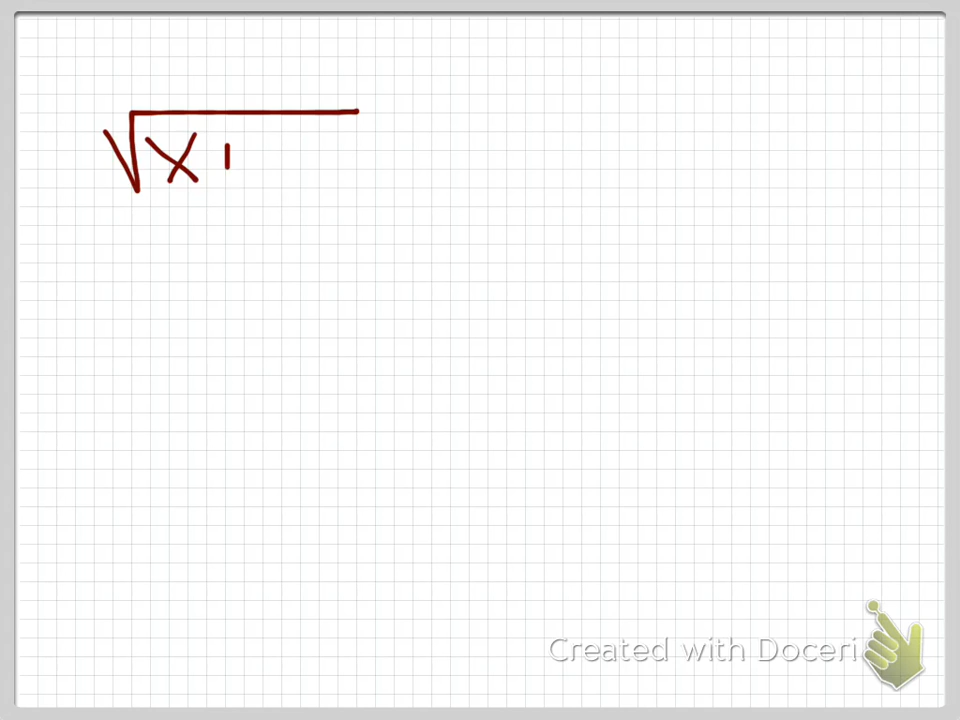 √x ı
Created with Doceri